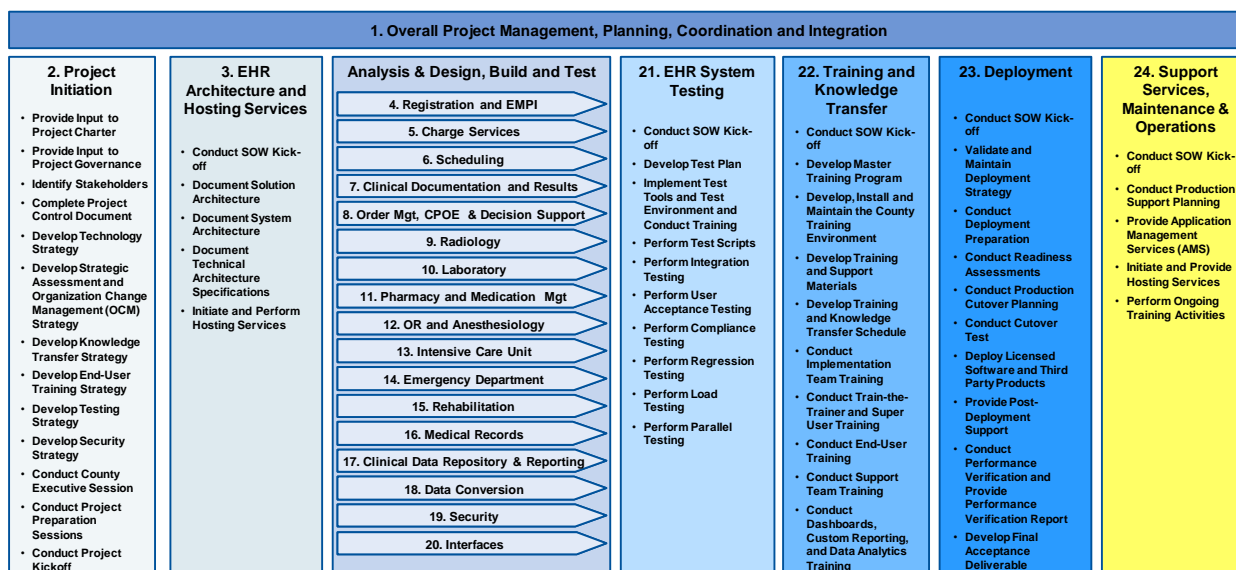 1. Overall Project Management, Planning, Coordination and Integration
2. Project
Initiation
• Provide Input to
Project Charter
• Provide Input to
Project Governance
• Identify Stakeholders
• Complete Project
Control Document
• Develop Technology
Strategy
• Develop Strategic
Assessment and
Organization Change
Management (OCM)
Strategy
• Develop Knowledge
Transfer Strategy
• Develop End-User
Training Strategy
• Develop Testing
Strategy
• Develop Security
Strategy
• Conduct County
Executive Session
• Conduct Project
Preparation
Sessions
• Conduct Project
Kickoff
3. EHR
Architecture and
Hosting Services
• Conduct SOW Kick-
off
• Document Solution
Architecture
• Document System
Architecture
• Document
Technical
Architecture
Specifications
• Initiate and Perform
Hosting Services
Analysis & Design, Build and Test
4. Registration and EMPI
5. Charge Services
6. Scheduling
7. Clinical Documentation and Results
8. Order Mgt, CPOE & Decision Support
9. Radiology
10. Laboratory
11. Pharmacy and Medication Mgt
12. OR and Anesthesiology
13. Intensive Care Unit
14. Emergency Department
15. Rehabilitation
16. Medical Records
17. Clinical Data Repository & Reporting
18. Data Conversion
19. Security
20. Interfaces
21. EHR System
Testing
• Conduct SOW Kick-
off
• Develop Test Plan
• Implement Test
Tools and Test
Environment and
Conduct Training
• Perform Test Scripts
• Perform Integration
Testing
• Perform User
Acceptance Testing
• Perform Compliance
Testing
• Perform Regression
Testing
• Perform Load
Testing
• Perform Parallel
Testing
22. Training and
Knowledge
Transfer
• Conduct SOW Kick-
off
• Develop Master
Training Program
• Develop, Install and
Maintain the County
Training
Environment
• Develop Training
and Support
Materials
• Develop Training
and Knowledge
Transfer Schedule
• Conduct
Implementation
Team Training
• Conduct Train-the-
Trainer and Super
User Training
• Conduct End-User
Training
• Conduct Support
Team Training
• Conduct
Dashboards,
Custom Reporting,
and Data Analytics
Training
23. Deployment
• Conduct SOW Kick-
off
• Validate and
Maintain
Deployment
Strategy
• Conduct
Deployment
Preparation
• Conduct Readiness
Assessments
• Conduct Production
Cutover Planning
• Conduct Cutover
Test
• Deploy Licensed
Software and Third
Party Products
• Provide Post-
Deployment
Support
• Conduct
Performance
Verification and
Provide
Performance
Verification Report
• Develop Final
Acceptance
Deliverable
24. Support
Services,
Maintenance &
Operations
• Conduct SOW Kick-
off
• Conduct Production
Support Planning
• Provide Application
Management
Services (AMS)
• Initiate and Provide
Hosting Services
• Perform Ongoing
Training Activities